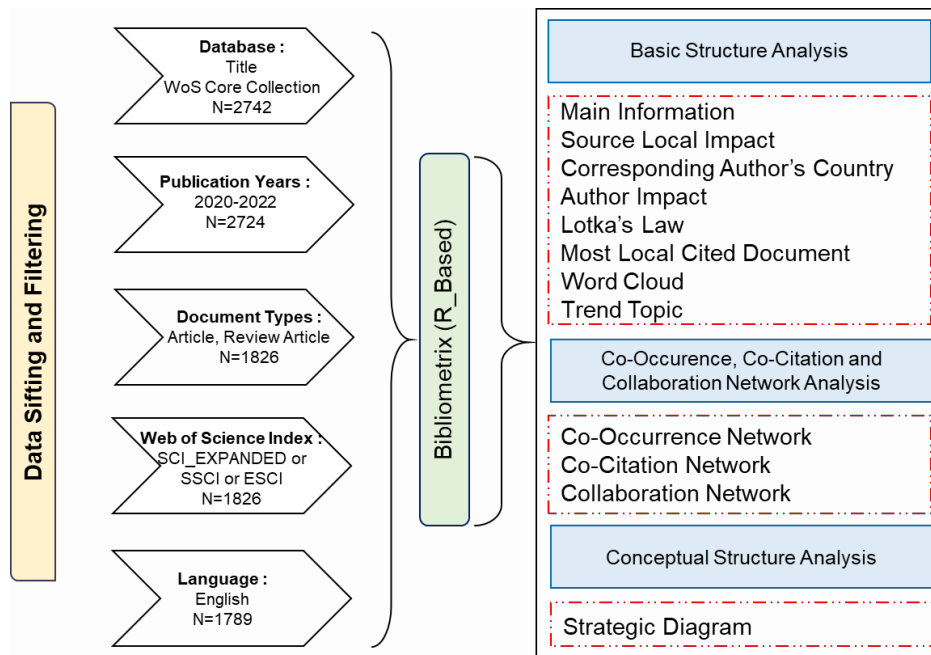 Data Sifting and Filtering
Database :
Title
WoS Core Collection
N=2742
Publication Years :
2020-2022
N=2724
Document Types :
Article, Review Article
N=1826
Web of Science Index :
SCI_EXPANDED or
SSCI or ESCI
N=1826
Language :
English
N=1789
Bibliometrix (R_Based)
Basic Structure Analysis
Main Information
Source Local Impact
Corresponding Author's Country
Author Impact
Lotka's Law
Most Local Cited Document
Word Cloud
Trend Topic
Co-Occurence, Co-Citation and
Collaboration Network Analysis
Co-Occurrence Network
Co-Citation Network
Collaboration Network
Conceptual Structure Analysis
Strategic Diagram